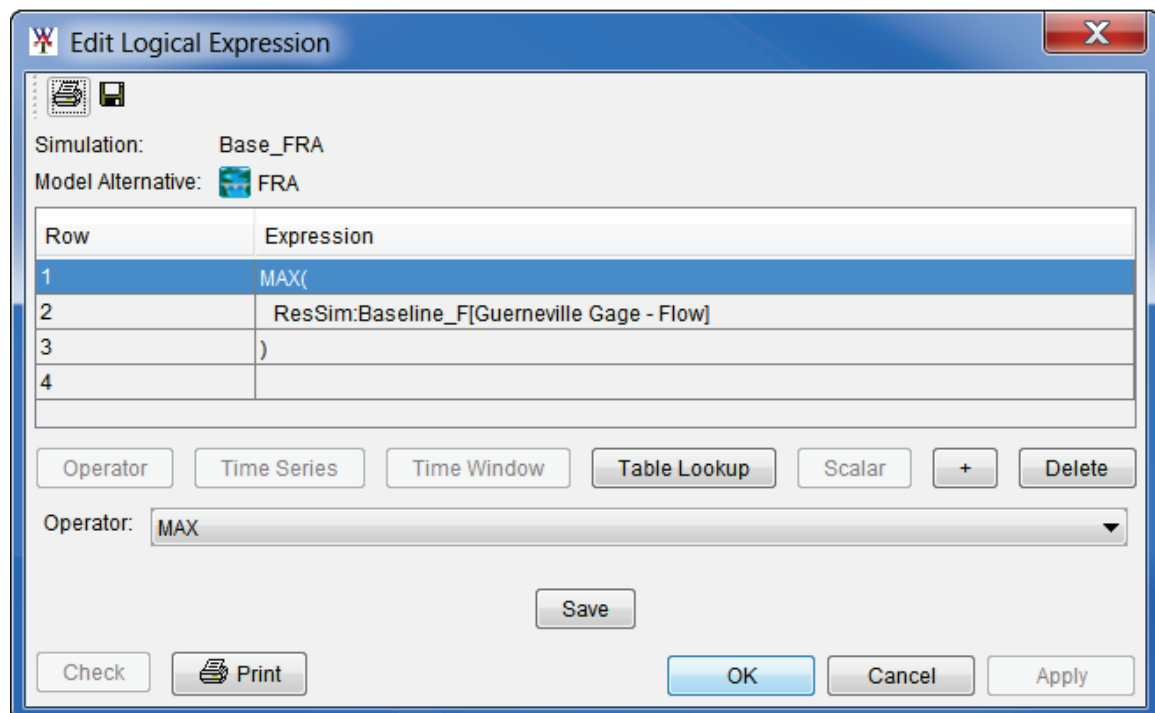 Edit Logical Expression
X
Simulation: Base_FRA
Model Alternative: FRA
Row Expression
1 MAX(
2 ResSim:Baseline_F[Guerneville Gage - Flow]
3 )
4
Operator Time Series Time Window Table Lookup Scalar + Delete
Operator: MAX
Save
Check Print OK Cancel Apply